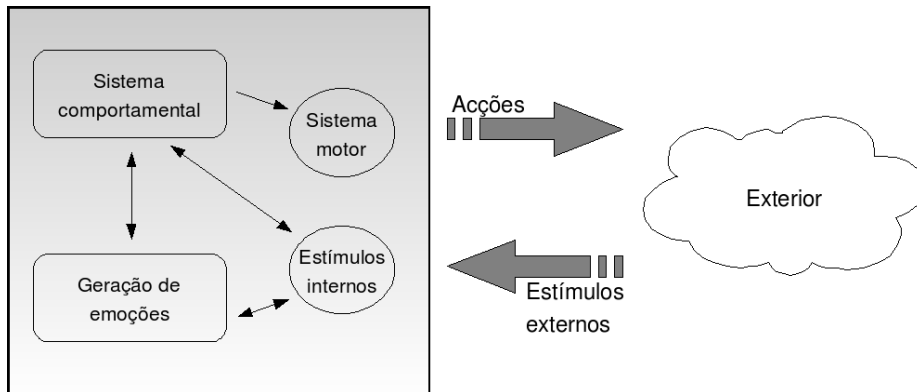 Sistema
comportamental
Sistema
motor
Geração de
emoções
Estímulos
internos
Acções
Estímulos
externos
Exterior